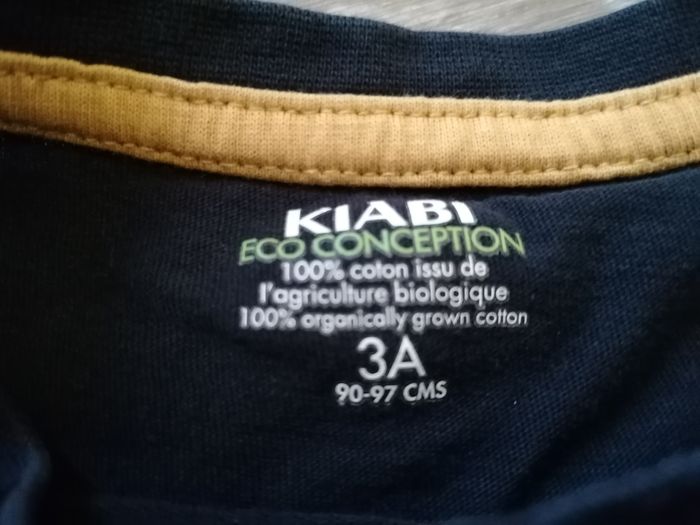 KIABI
ECO CONCEPTION
100% coton issu de
l'agriculture biologique
100% organically grown cotton
3A
90-97 CMS